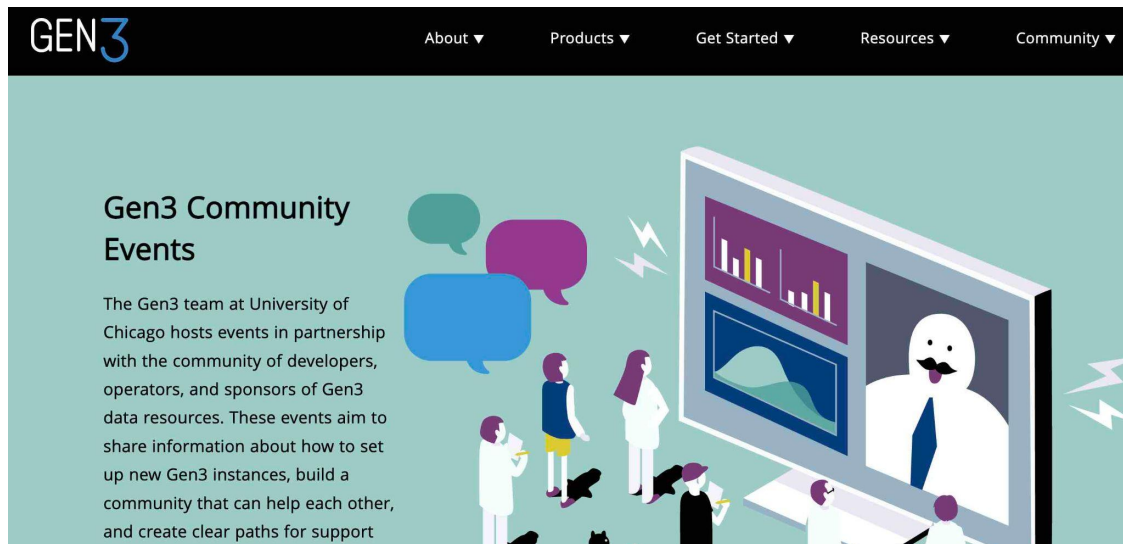 GEN3
About ▼ Products ▼ Get Started ▼ Resources ▼ Community ▼
Gen3 Community
Events
The Gen3 team at University of
Chicago hosts events in partnership
with the community of developers,
operators, and sponsors of Gen3
data resources. These events aim to
share information about how to set
up new Gen3 instances, build a
community that can help each other,
and create clear paths for support